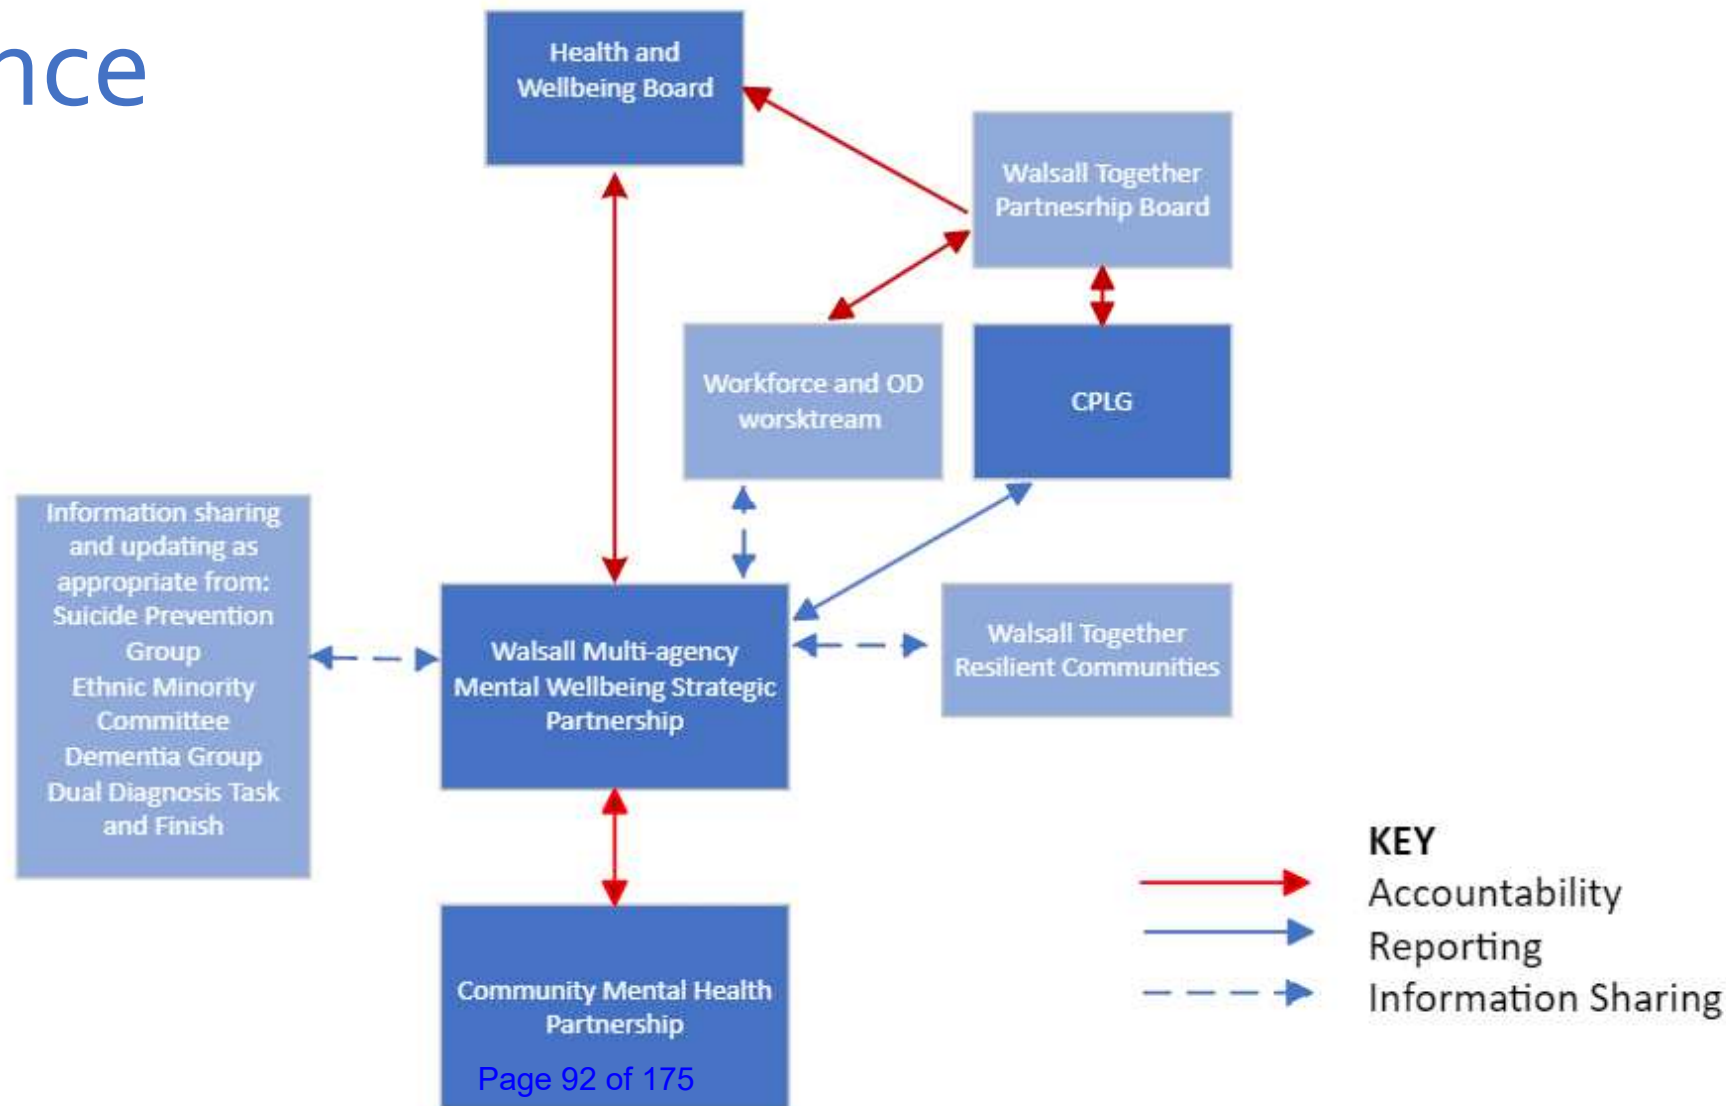 nce
Health and
Wellbeing Board
Walsall Together
Partnesrhip Board
Workforce and OD
worsktream
CPLG
Information sharing
and updating as
appropriate from:
Suicide Prevention
Group
Ethnic Minority
Committee
Dementia Group
Dual Diagnosis Task
and Finish
Walsall Multi-agency
Mental Wellbeing Strategic
Partnership
Walsall Together
Resilient Communities
Community Mental Health
Partnership
Page 92 of 175
KEY
Accountability
Reporting
Information Sharing